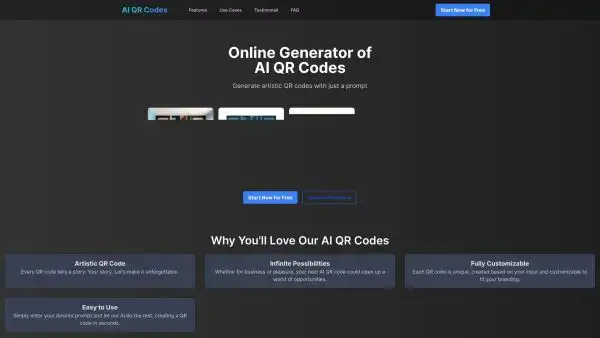 AI QR Codes
Features
Use Cases
Testimonial
FAQ
Start Now for Free
Online Generator of
AI QR Codes
Generate artistic QR codes with just a prompt
Start Now for Free
Why You'll Love Our AI QR Codes
Artistic QR Code
Every QR code tells a story. Your story. Let's make it unforgettable.
Infinite Possibilities
Whether for business or pleasure, your next AI QR code could open up a
world of opportunities.
Fully Customizable
Each QR code is unique, created based on your input and customizable to
fit your branding.
Easy to Use
Simply enter your desired prompt and let our AI do the rest, creating a QR
code in seconds.